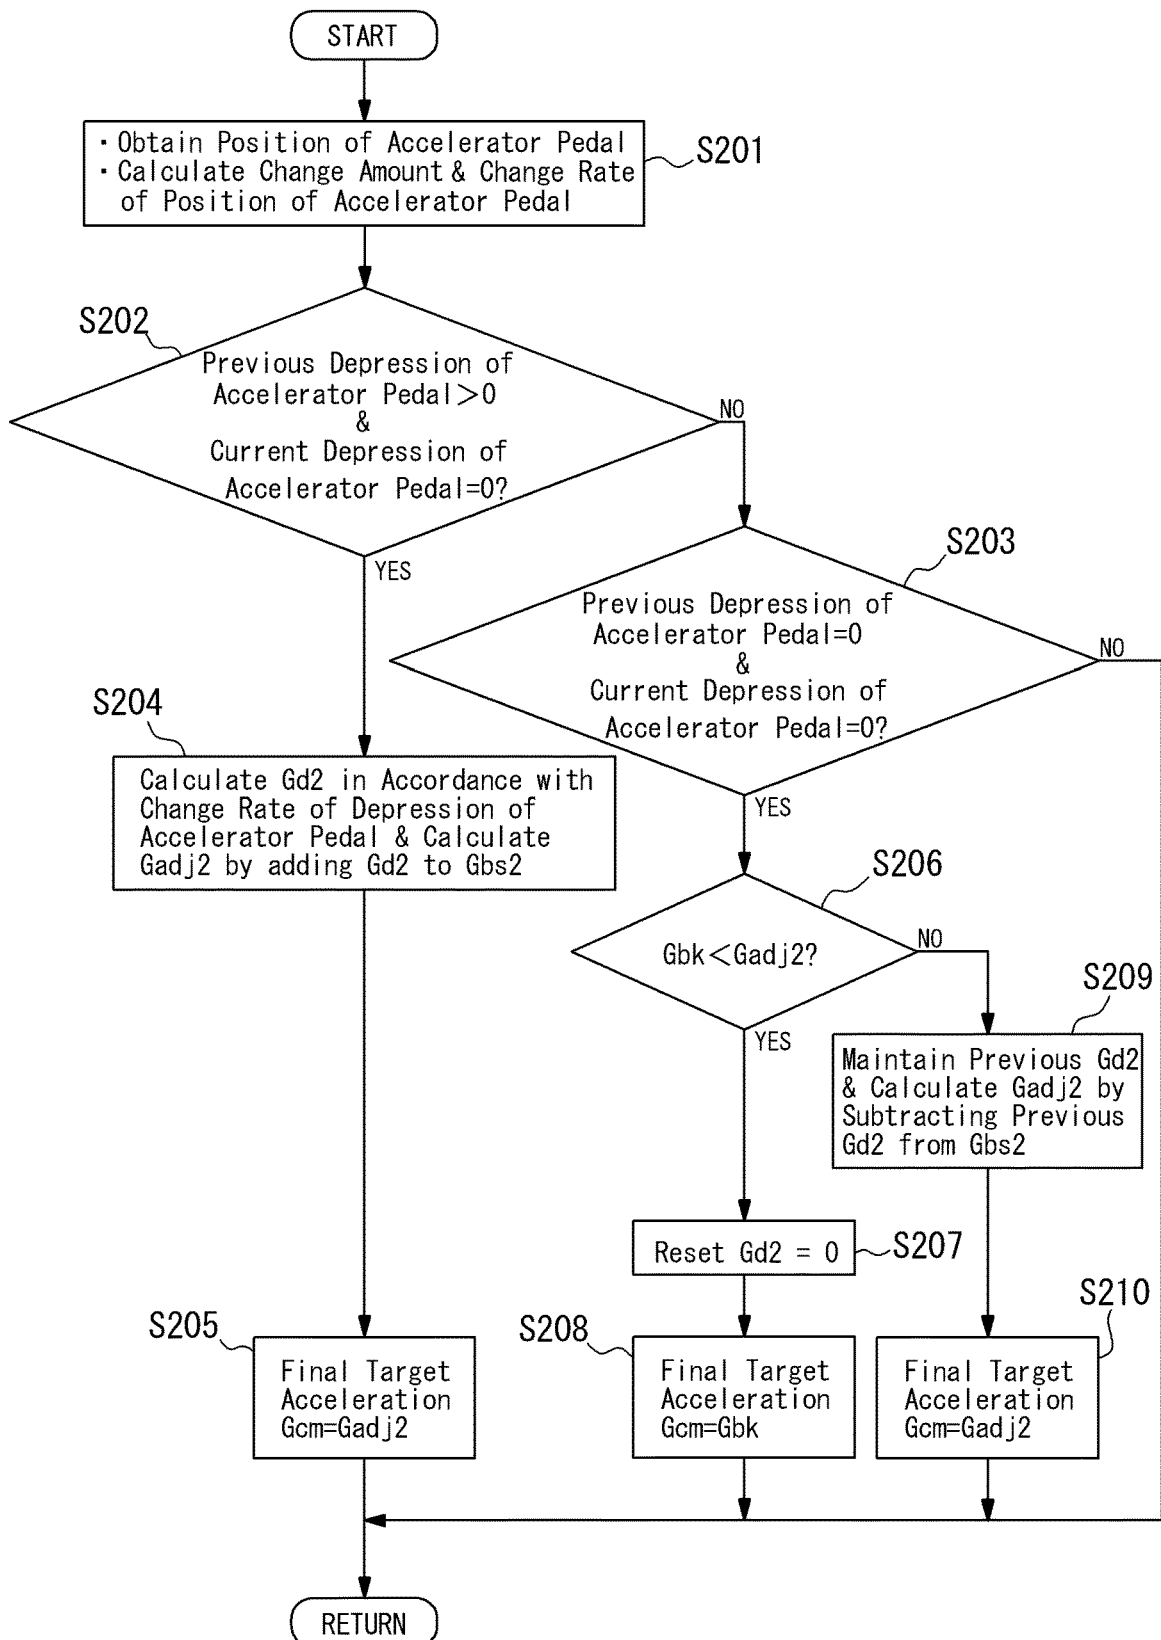 START
・Obtain Position of Accelerator Pedal
・Calculate Change Amount & Change Rate
of Position of Accelerator Pedal
S201
S202
Previous Depression of
Accelerator Pedal＞0
&
Current Depression of
Accelerator Pedal=0?
NO
YES
S203
Previous Depression of
Accelerator Pedal=0
&
Current Depression of
Accelerator Pedal=0?
NO
YES
S204
Calculate Gd2 in Accordance with
Change Rate of Depression of
Accelerator Pedal & Calculate
Gadj2 by adding Gd2 to Gbs2
S206
Gbk＜Gadj2?
NO
YES
S209
Maintain Previous Gd2
& Calculate Gadj2 by
Subtracting Previous
Gd2 from Gbs2
Reset Gd2 = 0
S207
S205
Final Target
Acceleration
Gcm=Gadj2
S208
Final Target
Acceleration
Gcm=Gbk
S210
Final Target
Acceleration
Gcm=Gadj2
RETURN